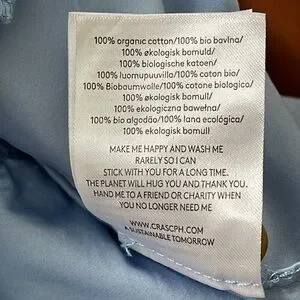 100% organic cotton/100% bio bavlna/
100% økologisk bomuld/
100% biologische katoen/
100% luomupuuvilla/100% coton bio/
100% Biobaumwolle/100% cotone biologico/
100% økologisk bomull/
100% ekologiczna bawełna/
100% bio algodão/100% lana ecológica/
100% ekologisk bomull
MAKE ME HAPPY AND WASH ME
RARELY SO I CAN
STICK WITH YOU FOR A LONG TIME.
THE PLANET WILL HUG YOU AND THANK YOU.
HAND ME TO A FRIEND OR CHARITY WHEN
YOU NO LONGER NEED ME
WWW.CRASCPH.COM
A SUSTAINABLE TOMORROW